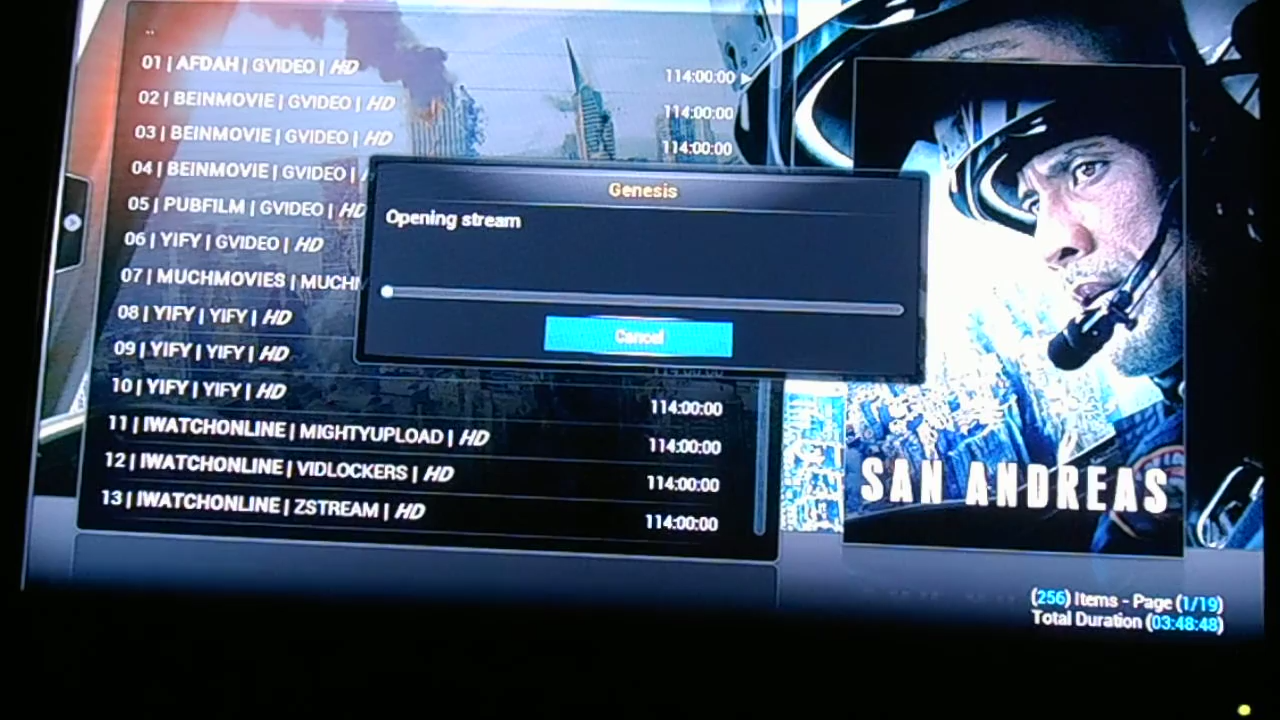 ..
01 | AFDAH | GVIDEO | HD 114:00:00
02 | BEINMOVIE | GVIDEO | HD 114:00:00
03 | BEINMOVIE | GVIDEO | HD 114:00:00
04 | BEINMOVIE | GVIDEO |
05 | PUBFILM | GVIDEO | HD
06 | YIFY | GVIDEO | HD
07 | MUCHMOVIES | MUCH
08 | YIFY | YIFY | HD
09 | YIFY | YIFY | HD
10 | YIFY | YIFY | HD 114:00:00
11 | IWATCHONLINE | MIGHTYUPLOAD | HD 114:00:00
12 | IWATCHONLINE | VIDLOCKERS | HD 114:00:00
13 | IWATCHONLINE | ZSTREAM | HD 114:00:00
Genesis
Opening stream
Cancel
SAN ANDREAS
(256) Items - Page (1/19)
Total Duration (03:48:48)